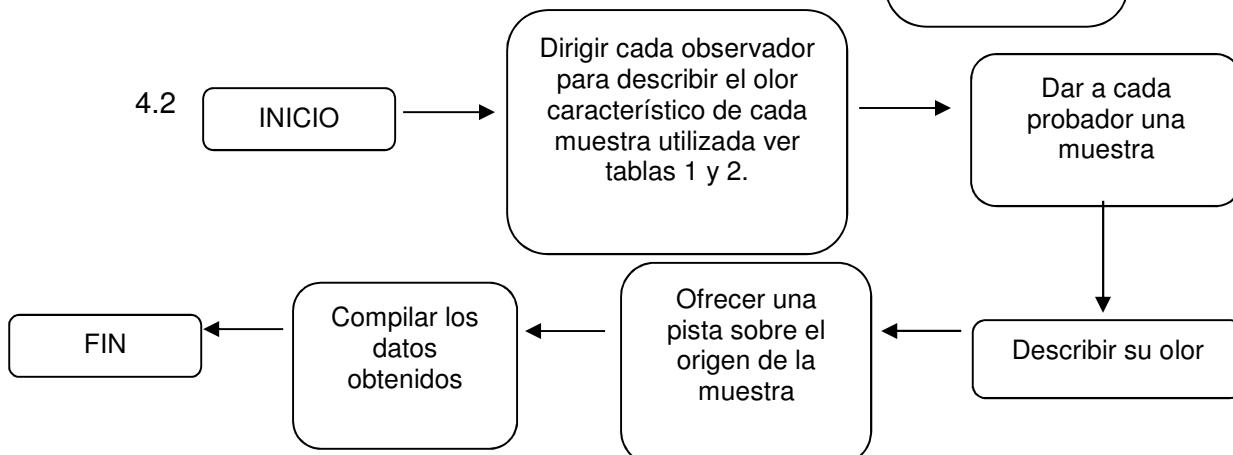 4.2
INICIO
Dirigir cada observador
para describir el olor
característico de cada
muestra utilizada ver
tablas 1 y 2.
Dar a cada
probador una
muestra
Describir su olor
Ofrecer una
pista sobre el
origen de la
muestra
Compilar los
datos
obtenidos
FIN